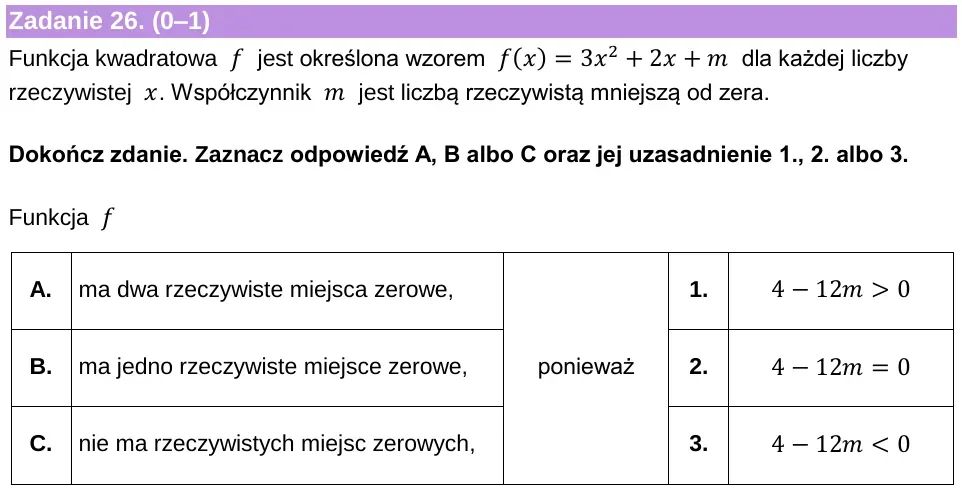 Zadanie 26. (0–1)
Funkcja kwadratowa f jest określona wzorem f(x) = 3x² + 2x + m dla każdej liczby
rzeczywistej x. Współczynnik m jest liczbą rzeczywistą mniejszą od zera.
Dokończ zdanie. Zaznacz odpowiedź A, B albo C oraz jej uzasadnienie 1., 2. albo 3.
Funkcja f
A. ma dwa rzeczywiste miejsca zerowe, 1. 4 − 12m > 0
B. ma jedno rzeczywiste miejsce zerowe, ponieważ 2. 4 − 12m = 0
C. nie ma rzeczywistych miejsc zerowych, 3. 4 − 12m < 0